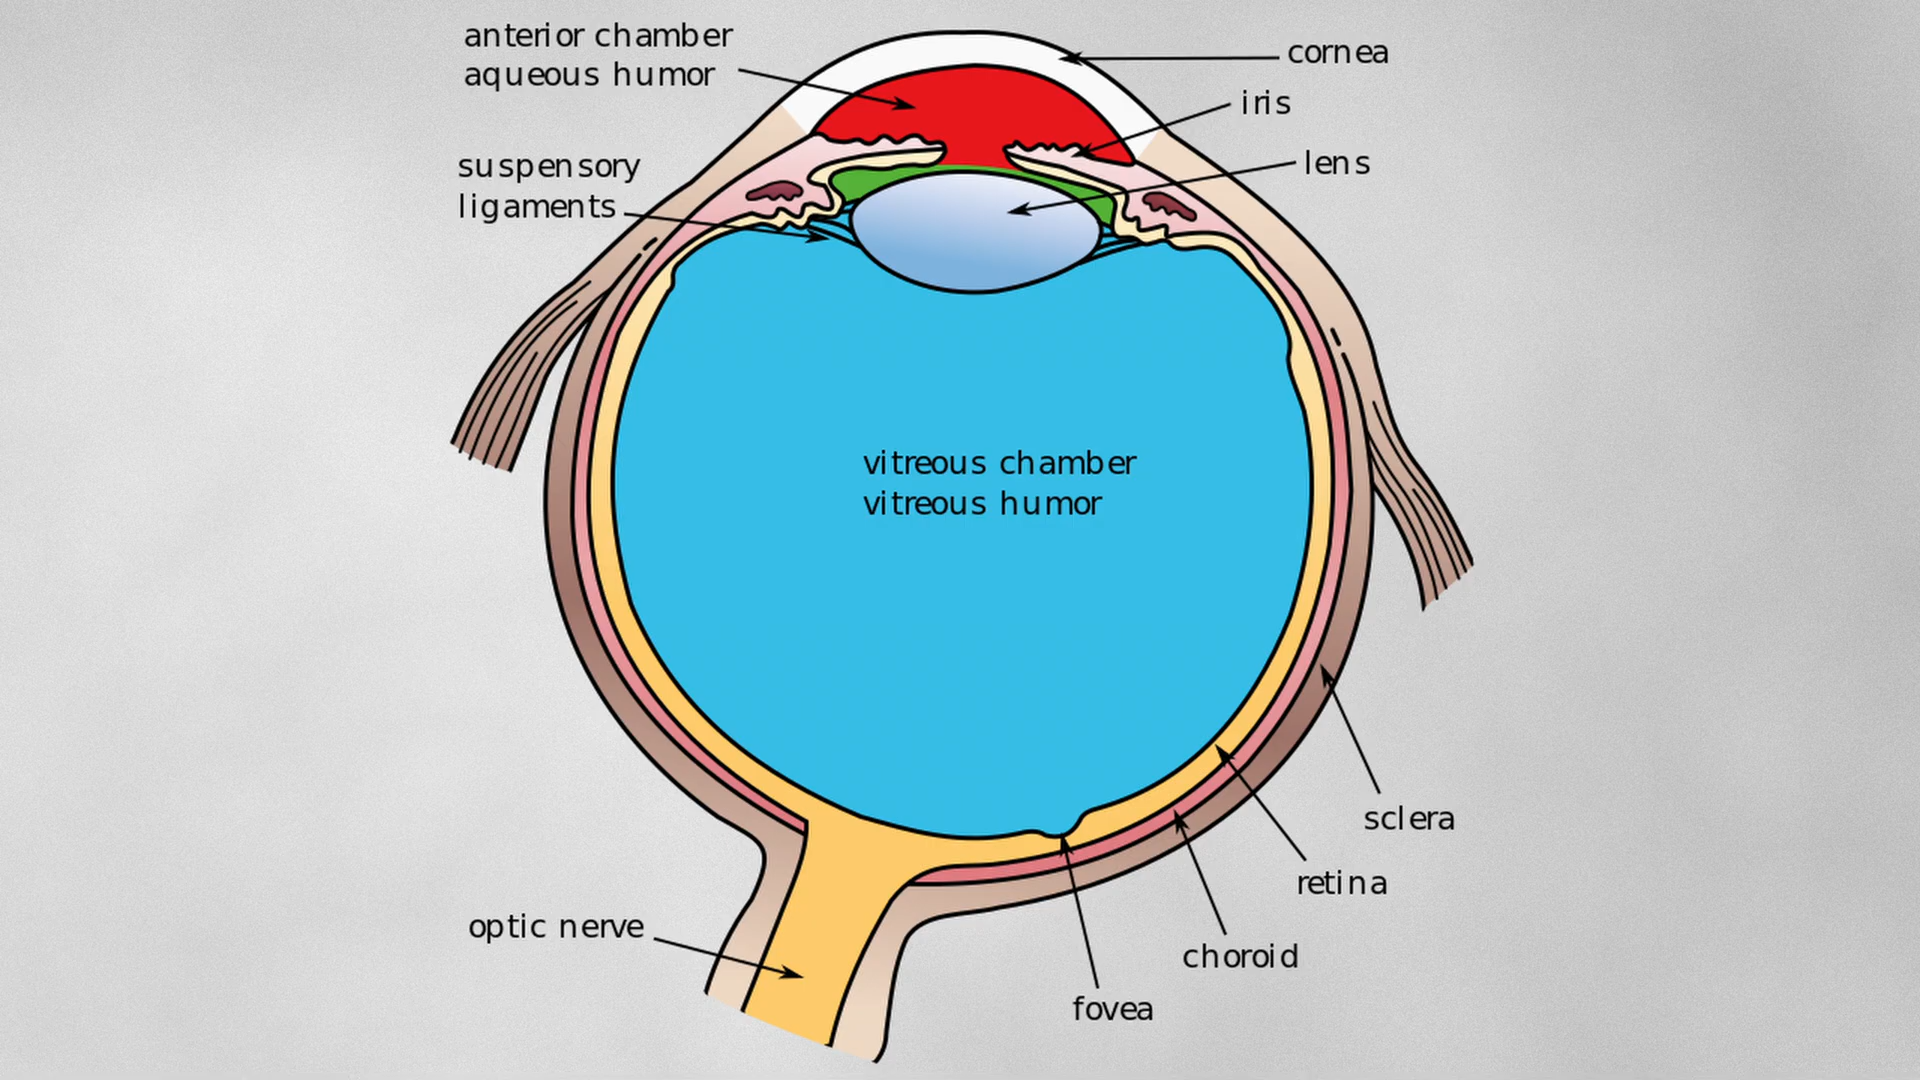 anterior chamber
aqueous humor
cornea
iris
lens
suspensory
ligaments
vitreous chamber
vitreous humor
sclera
retina
optic nerve
choroid
fovea